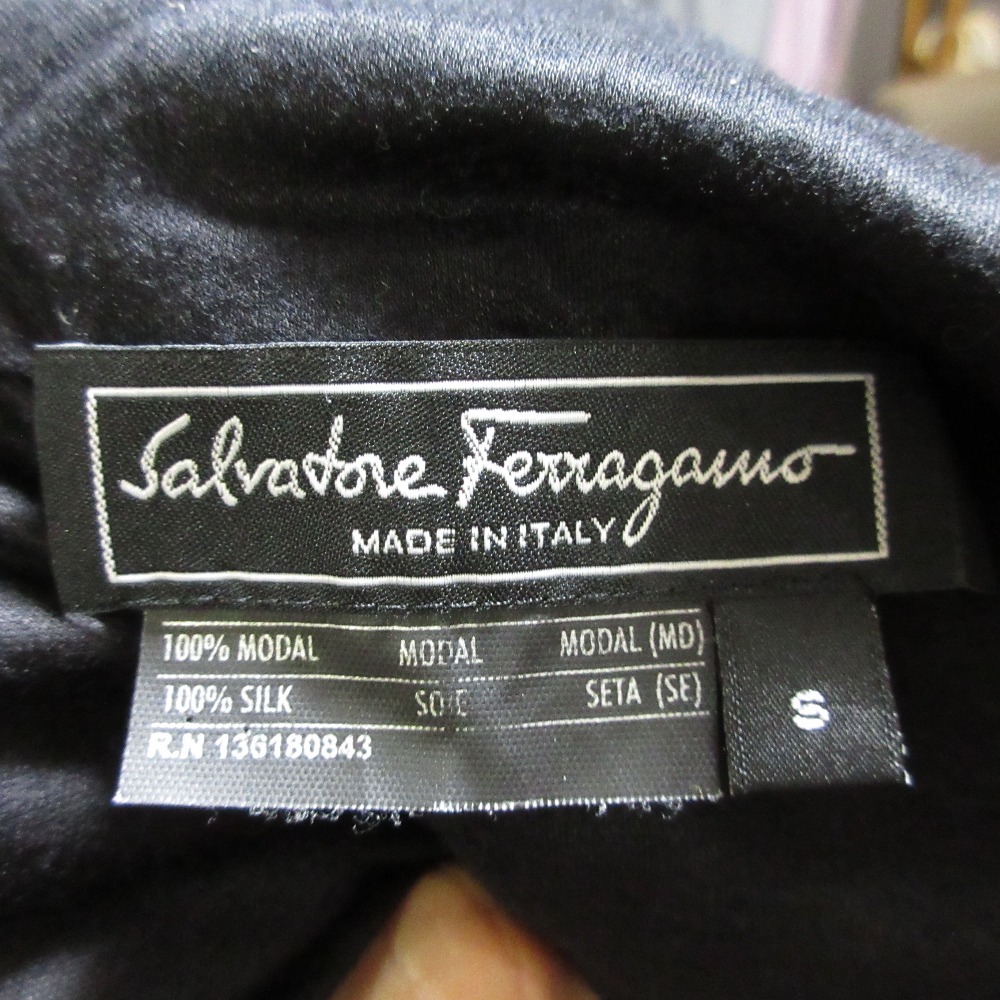 Salvatore Ferragamo
MADE IN ITALY
100% MODAL MODAL MODAL (MD)
100% SILK SOIE SETA (SE)
R.N 136180843
S